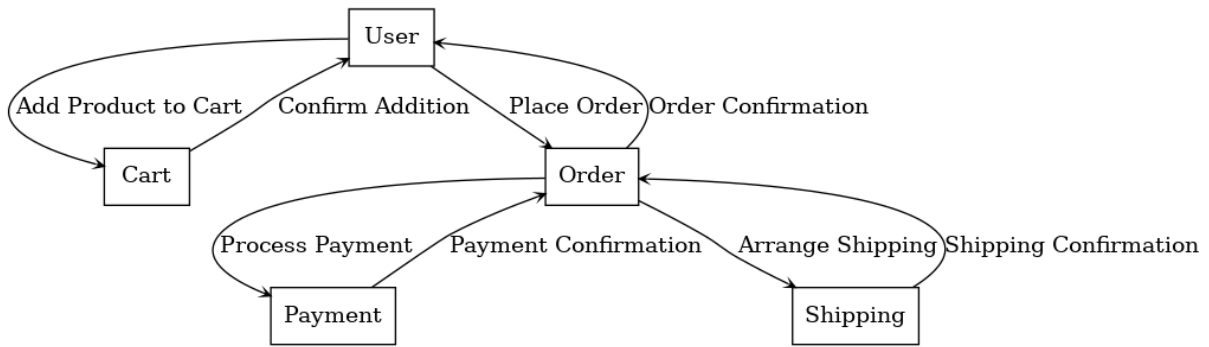 User
Add Product to Cart
Confirm Addition
Place Order
Order Confirmation
Cart
Order
Process Payment
Payment Confirmation
Arrange Shipping
Shipping Confirmation
Payment
Shipping